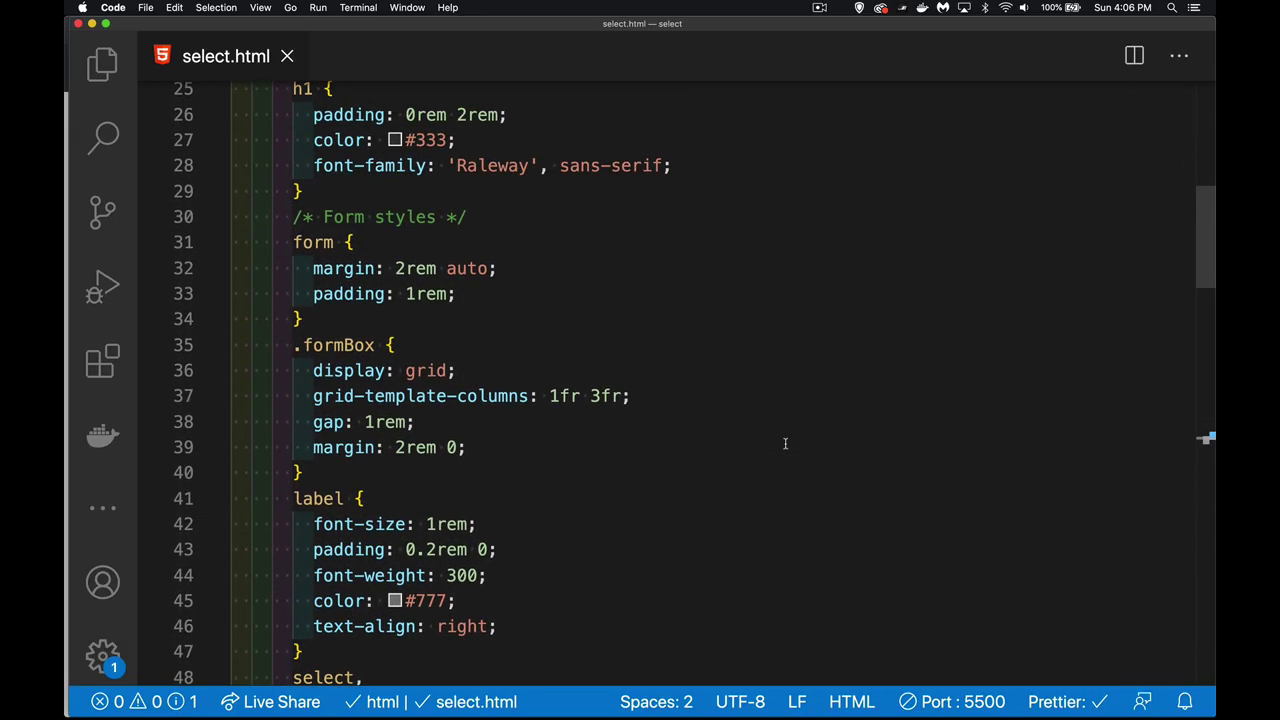 Code File Edit Selection View Go Run Terminal Window Help 100% Sun 4:06 PM
select.html — select
select.html
25 h1 {
26 padding: 0rem 2rem;
27 color: #333;
28 font-family: 'Raleway', sans-serif;
29 }
30 /* Form styles */
31 form {
32 margin: 2rem auto;
33 padding: 1rem;
34 }
35 .formBox {
36 display: grid;
37 grid-template-columns: 1fr 3fr;
38 gap: 1rem;
39 margin: 2rem 0;
40 }
41 label {
42 font-size: 1rem;
43 padding: 0.2rem 0;
44 font-weight: 300;
45 color: #777;
46 text-align: right;
47 }
48 select,
1
0 0 1 Live Share html | select.html Spaces: 2 UTF-8 LF HTML Port : 5500 Prettier: